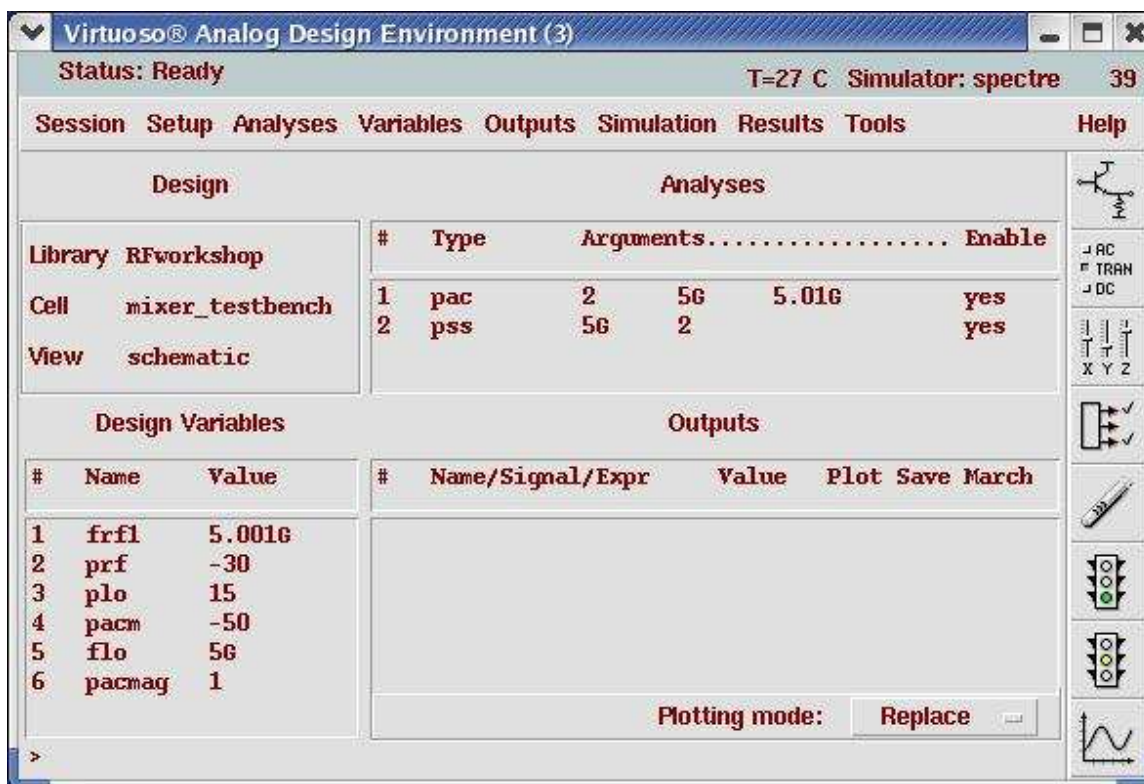 Virtuoso® Analog Design Environment (3)
Status: Ready T=27 C Simulator: spectre 39
Session Setup Analyses Variables Outputs Simulation Results Tools Help
Design
Library RFworkshop
Cell mixer_testbench
View schematic
Analyses
# Type Arguments................... Enable
1 pac 2 5G 5.01G yes
2 pss 5G 2 yes
Design Variables
# Name Value
1 frf1 5.001G
2 prf -30
3 plo 15
4 pacm -50
5 flo 5G
6 pacmag 1
Outputs
# Name/Signal/Expr Value Plot Save March
Plotting mode: Replace
AC
TRAN
DC
X Y Z
>